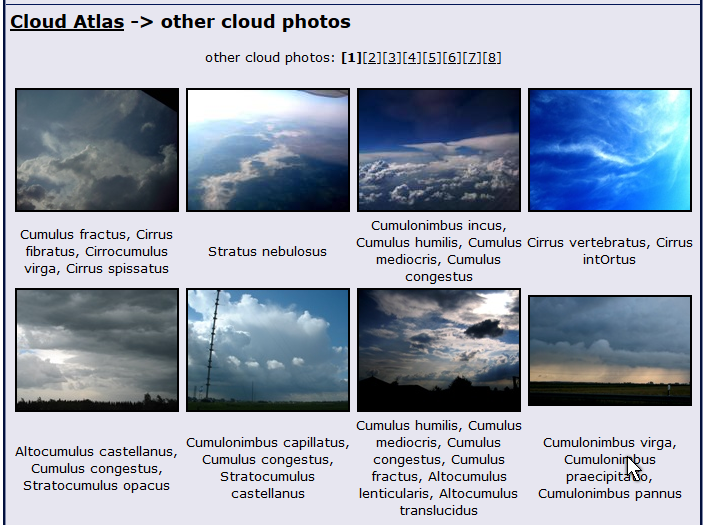 Cloud Atlas -> other cloud photos
other cloud photos: [1][2][3][4][5][6][7][8]
Cumulus fractus, Cirrus
fibratus, Cirrocumulus
virga, Cirrus spissatus
Stratus nebulosus
Cumulonimbus incus,
Cumulus humilis, Cumulus
mediocris, Cumulus
congestus
Cirrus vertebratus, Cirrus
intOrtus
Altocumulus castellanus,
Cumulus congestus,
Stratocumulus opacus
Cumulonimbus capillatus,
Cumulus congestus,
Stratocumulus
castellanus
Cumulus humilis, Cumulus
mediocris, Cumulus
congestus, Cumulus
fractus, Altocumulus
lenticularis, Altocumulus
translucidus
Cumulonimbus virga,
Cumulonimbus
praecipitatio,
Cumulonimbus pannus